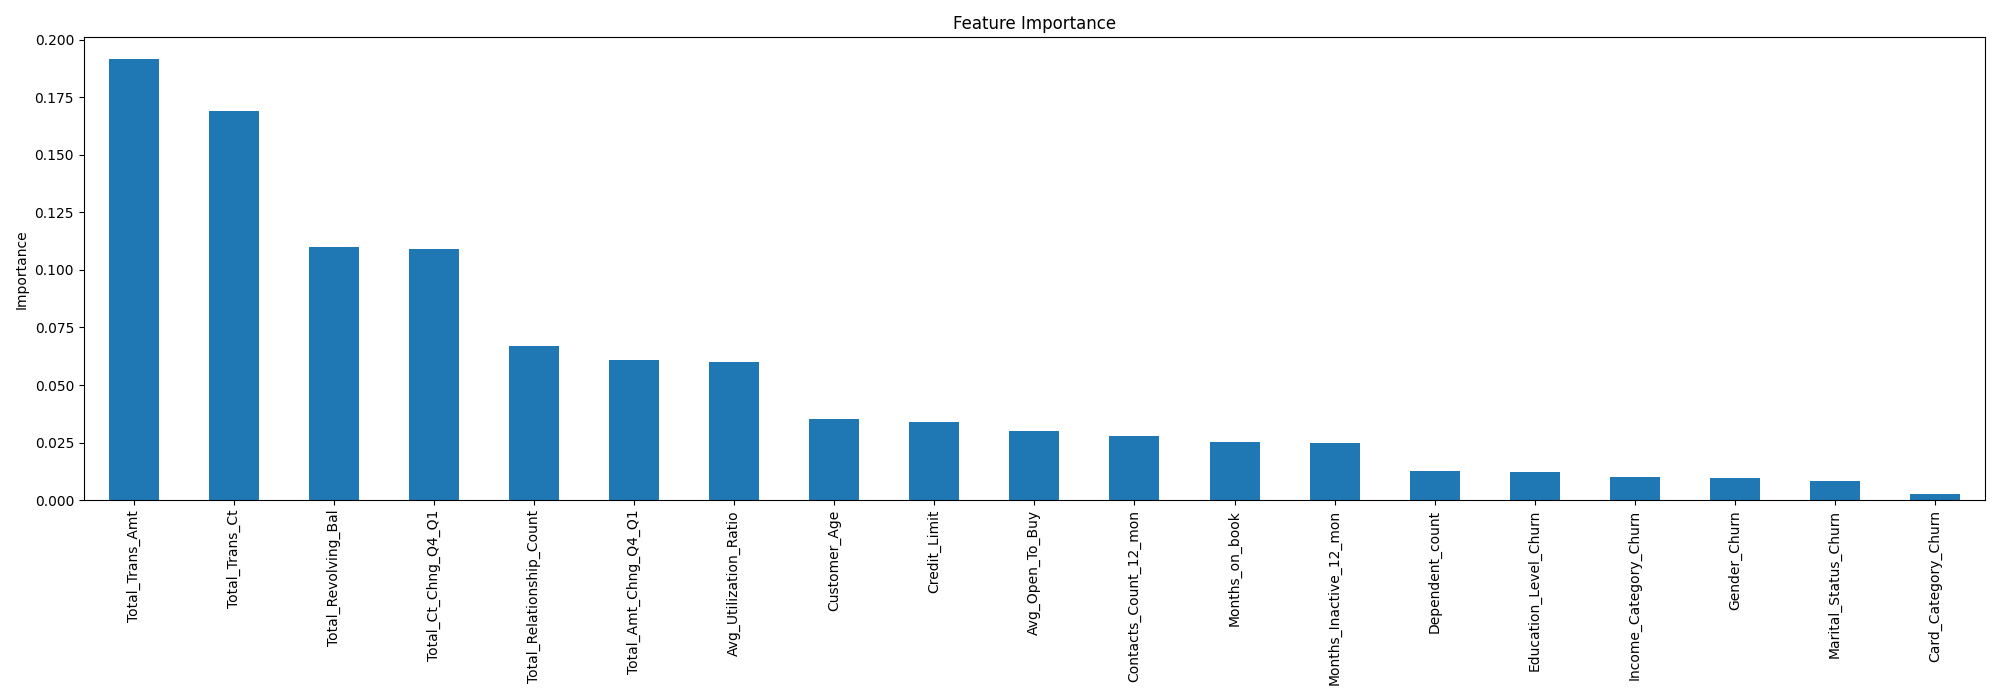 Feature Importance
Importance
0.200
0.175
0.150
0.125
0.100
0.075
0.050
0.025
0.000
Total_Trans_Amt
Total_Trans_Ct
Total_Revolving_Bal
Total_Ct_Chng_Q4_Q1
Total_Relationship_Count
Total_Amt_Chng_Q4_Q1
Avg_Utilization_Ratio
Customer_Age
Credit_Limit
Avg_Open_To_Buy
Contacts_Count_12_mon
Months_on_book
Months_Inactive_12_mon
Dependent_count
Education_Level_Churn
Income_Category_Churn
Gender_Churn
Marital_Status_Churn
Card_Category_Churn